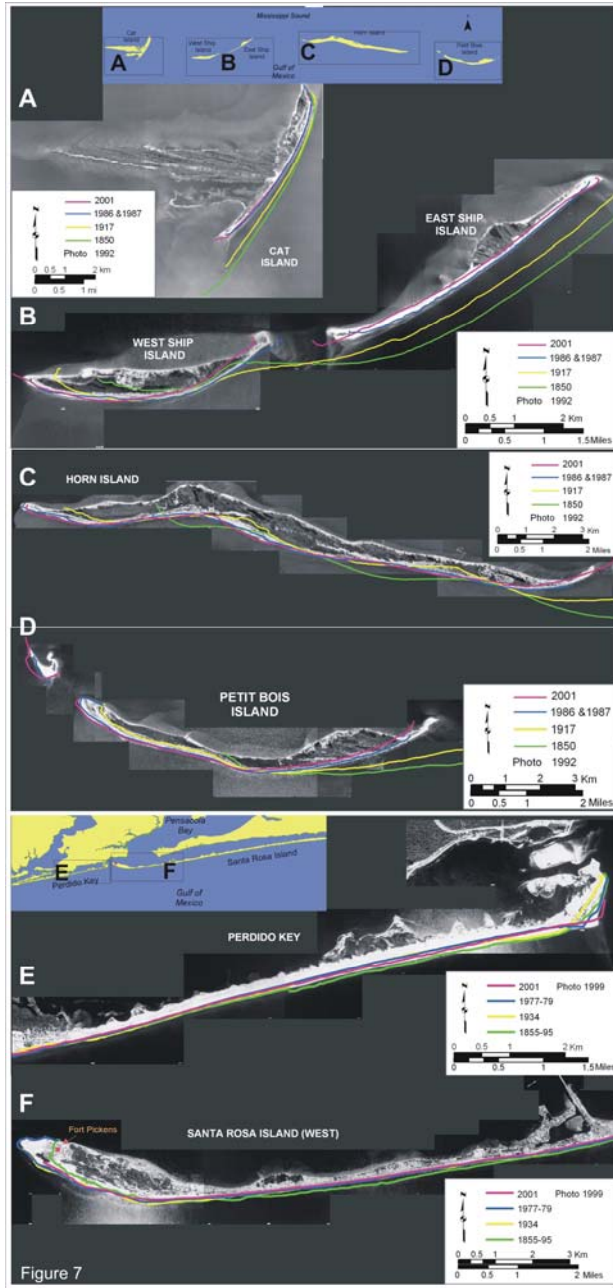 Mississippi Sound
Cat
Island
West Ship
Island
East Ship
Island
Horn Island
Petit Bois
Island
A
B
C
D
Gulf of
Mexico
A
N
2001
1986 &1987
1917
1850
Photo 1992
0 0.5 1 2
km
0 0.5 1
mi
CAT
ISLAND
EAST SHIP
ISLAND
B
WEST SHIP
ISLAND
2001
1986 &1987
1917
1850
Photo 1992
0 0.5 1 2
Km
0 0.5 1 1.5
Miles
C
HORN ISLAND
2001
1986 &1987
1917
1850
Photo 1992
0 0.5 1 2 3
Km
0 0.5 1 2
Miles
D
PETIT BOIS
ISLAND
2001
1986 &1987
1917
1850
Photo 1992
0 0.5 1 2 3
Km
0 0.5 1 2 Miles
Pensacola
Bay
E
F
Santa Rosa Island
Perdido Key
Gulf of
Mexico
PERDIDO KEY
E
2001 Photo 1999
1977-79
1934
1855-95
0 0.5 1 2
Km
0 0.5 1 1.5
Miles
F
Fort Pickens
SANTA ROSA ISLAND (WEST)
2001 Photo 1999
1977-79
1934
1855-95
0 0.5 1 2 3
Km
0 0.5 1 2
Miles
Figure 7